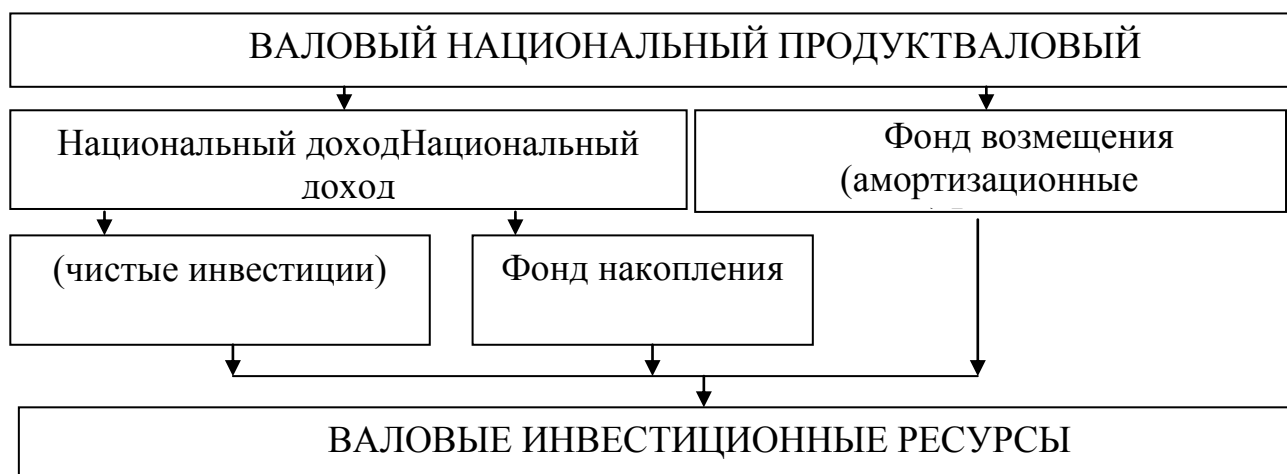 ВАЛОВЫЙ НАЦИОНАЛЬНЫЙ ПРОДУКТВАЛОВЫЙ
Национальный доходНациональный
доход
Фонд возмещения
(амортизационные
(чистые инвестиции)
Фонд накопления
ВАЛОВЫЕ ИНВЕСТИЦИОННЫЕ РЕСУРСЫ